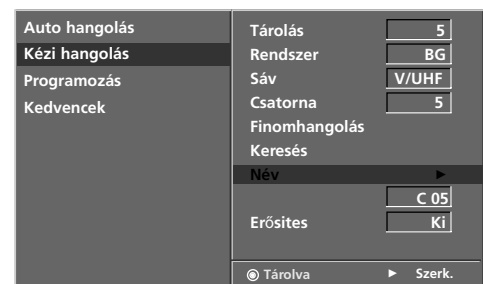 Auto hangolás
Kézi hangolás
Programozás
Kedvencek
Tárolás 5
Rendszer BG
Sáv V/UHF
Csatorna 5
Finomhangolás
Keresés
Név ►
C 05
Erősites Ki
◉ Tárolva ► Szerk.